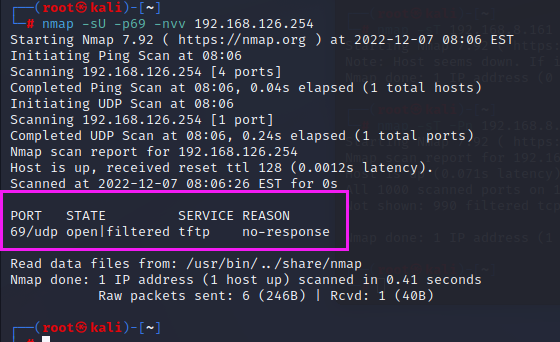 ┌──(root㉿kali)-[~]
└─# nmap -sU -p69 -nvv 192.168.126.254
Starting Nmap 7.92 ( https://nmap.org ) at 2022-12-07 08:06 EST
Initiating Ping Scan at 08:06
Scanning 192.168.126.254 [4 ports]
Completed Ping Scan at 08:06, 0.04s elapsed (1 total hosts)
Initiating UDP Scan at 08:06
Scanning 192.168.126.254 [1 port]
Completed UDP Scan at 08:06, 0.24s elapsed (1 total ports)
Nmap scan report for 192.168.126.254
Host is up, received reset ttl 128 (0.0012s latency).
Scanned at 2022-12-07 08:06:26 EST for 0s
PORT   STATE         SERVICE REASON
69/udp open|filtered tftp    no-response
Read data files from: /usr/bin/../share/nmap
Nmap done: 1 IP address (1 host up) scanned in 0.41 seconds
Raw packets sent: 6 (246B) | Rcvd: 1 (40B)
┌──(root㉿kali)-[~]
└─#